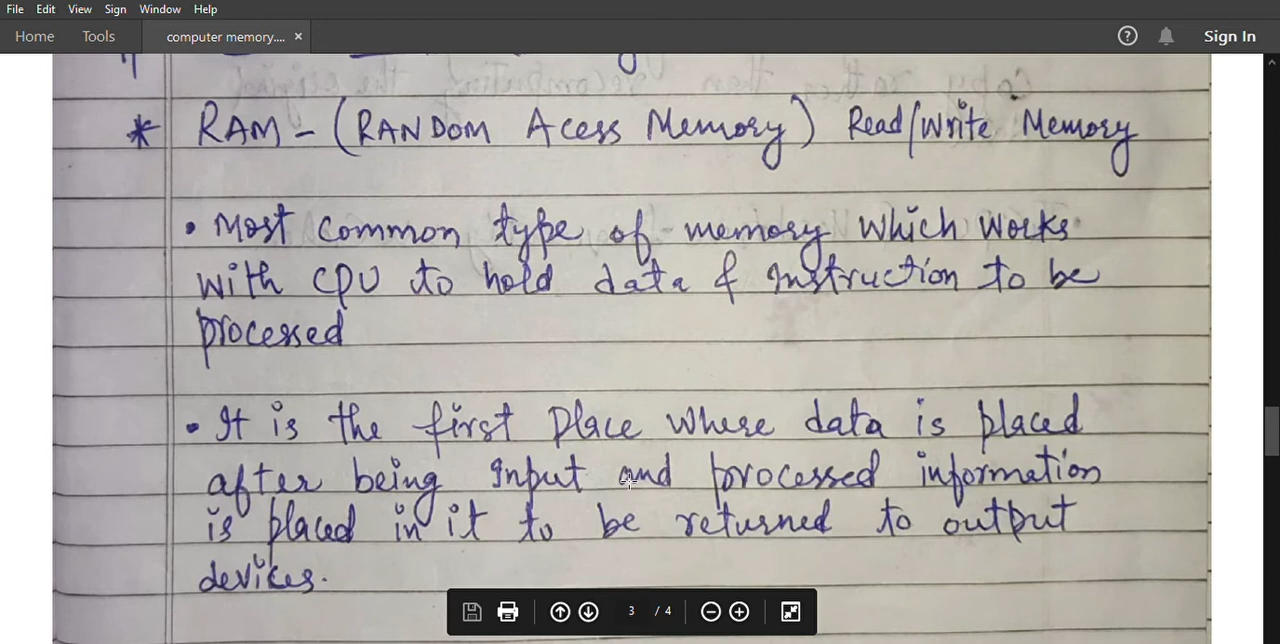 File Edit View Sign Window Help
Home Tools computer memory.... × Sign In
* RAM - (RANDOM Acess Memory) Read/Write Memory
• Most common type of memory which works
with CPU to hold data & Instruction to be
processed
• It is the first Place where data is placed
after being Input and processed information
is placed in it to be returned to output
devices.
3 / 4